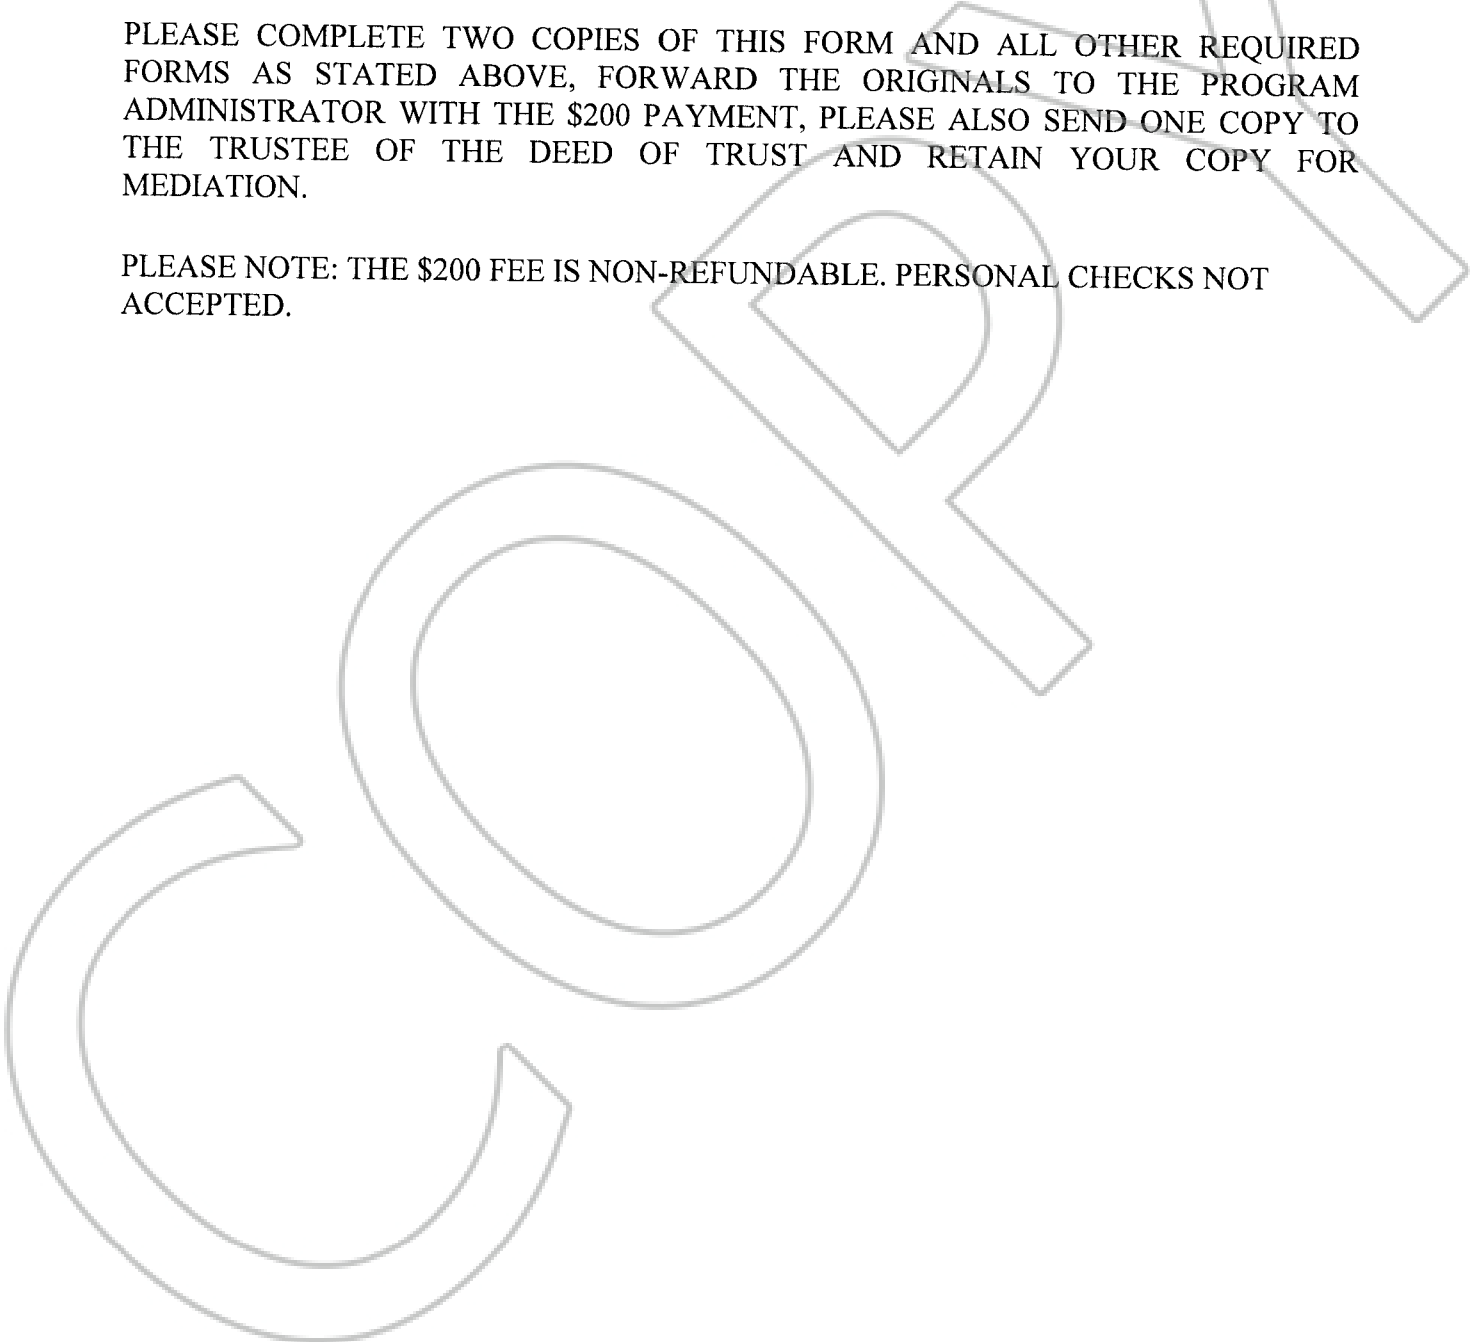 PLEASE COMPLETE TWO COPIES OF THIS FORM AND ALL OTHER REQUIRED
FORMS AS STATED ABOVE, FORWARD THE ORIGINALS TO THE PROGRAM
ADMINISTRATOR WITH THE $200 PAYMENT, PLEASE ALSO SEND ONE COPY TO
THE TRUSTEE OF THE DEED OF TRUST AND RETAIN YOUR COPY FOR
MEDIATION.
PLEASE NOTE: THE $200 FEE IS NON-REFUNDABLE. PERSONAL CHECKS NOT
ACCEPTED.
COPY